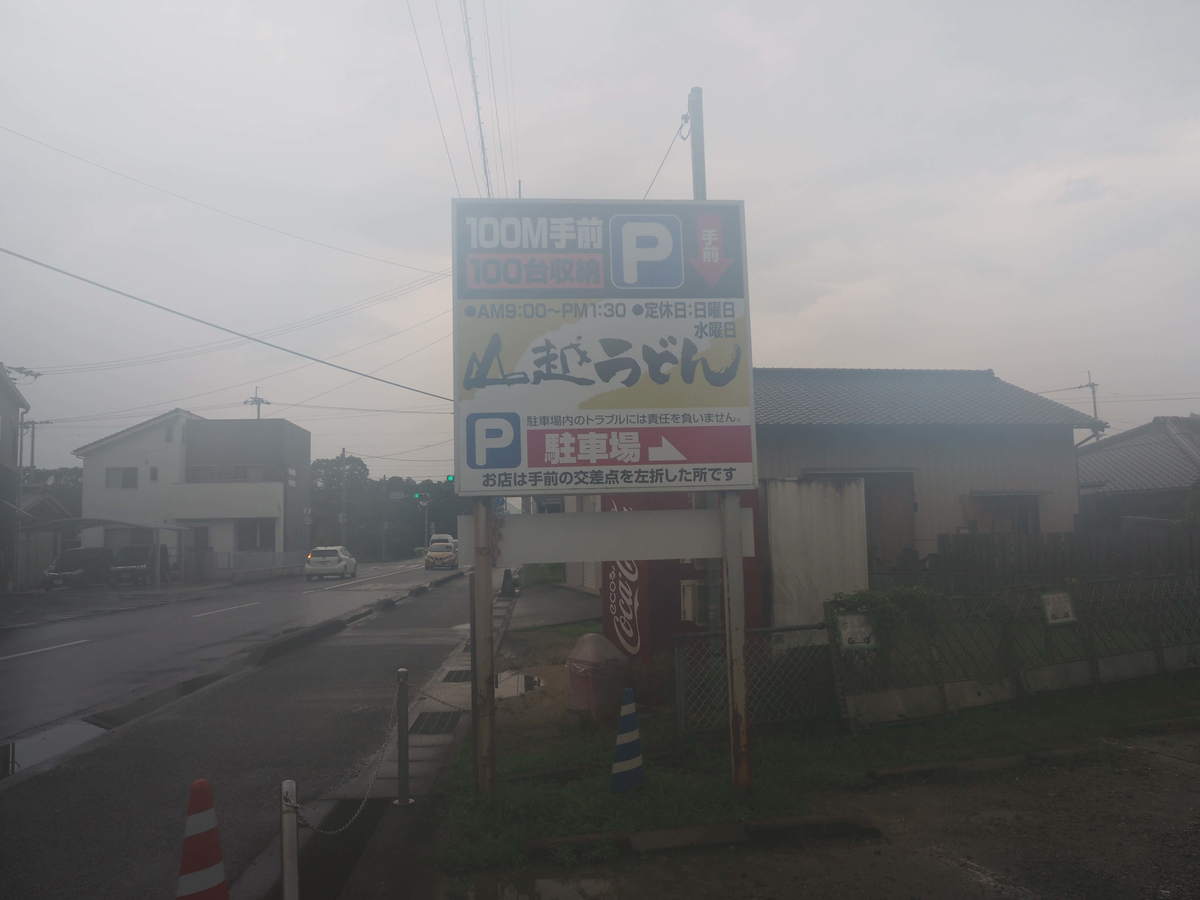 100M手前
100台収納
P
手前
●AM9:00～PM1:30 ●定休日:日曜日
水曜日
山越うどん
P
駐車場内のトラブルには責任を負いません。
駐車場
お店は手前の交差点を左折した所です
Coca-Cola